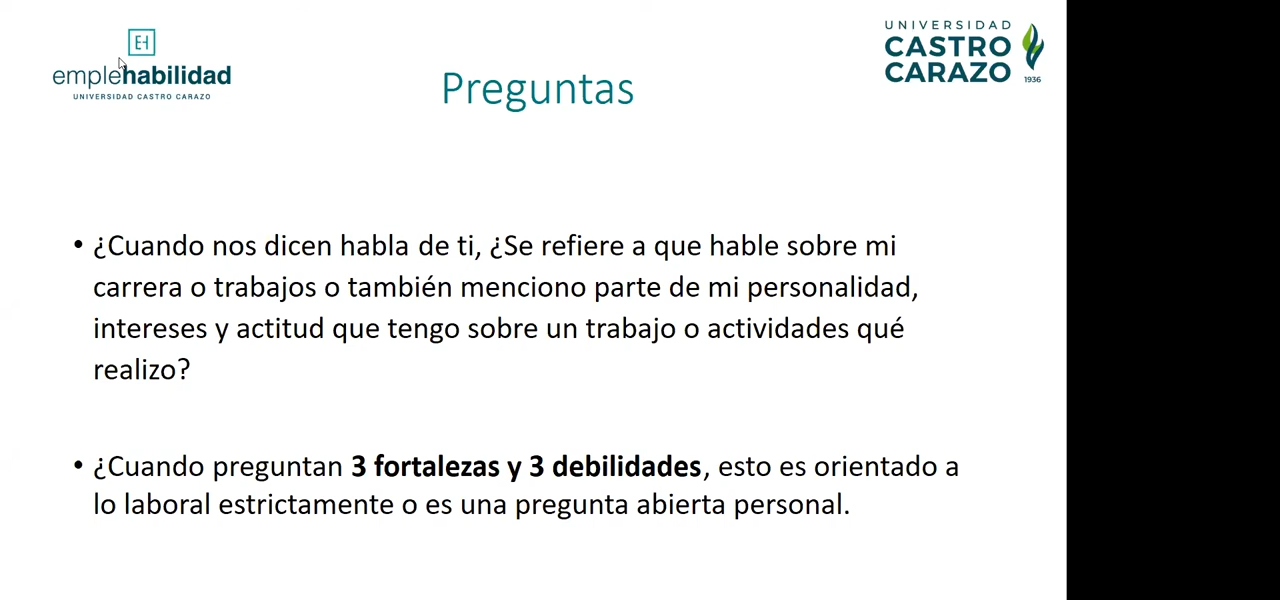 EH
emplehabilidad
UNIVERSIDAD CASTRO CARAZO
Preguntas
UNIVERSIDAD
CASTRO
CARAZO
1936
• ¿Cuando nos dicen habla de ti, ¿Se refiere a que hable sobre mi
carrera o trabajos o también menciono parte de mi personalidad,
intereses y actitud que tengo sobre un trabajo o actividades qué
realizo?
• ¿Cuando preguntan 3 fortalezas y 3 debilidades, esto es orientado a
lo laboral estrictamente o es una pregunta abierta personal.